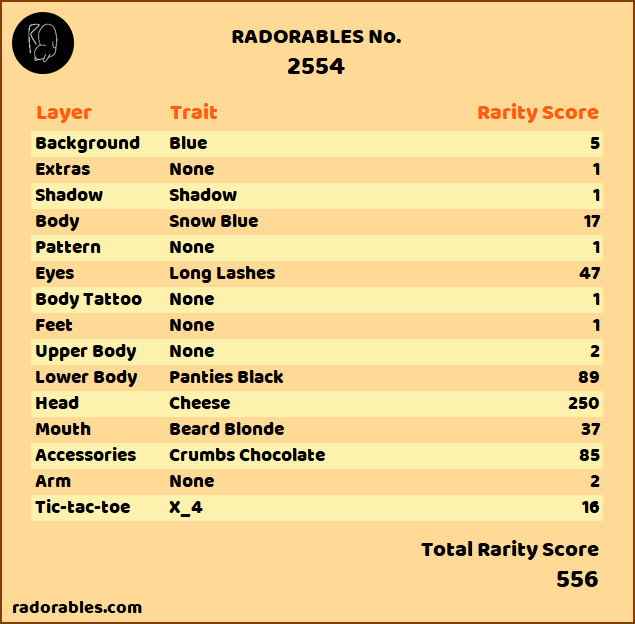 RADORABLES No.
2554
Layer Trait Rarity Score
Background Blue 5
Extras None 1
Shadow Shadow 1
Body Snow Blue 17
Pattern None 1
Eyes Long Lashes 47
Body Tattoo None 1
Feet None 1
Upper Body None 2
Lower Body Panties Black 89
Head Cheese 250
Mouth Beard Blonde 37
Accessories Crumbs Chocolate 85
Arm None 2
Tic-tac-toe X_4 16
Total Rarity Score
556
radorables.com